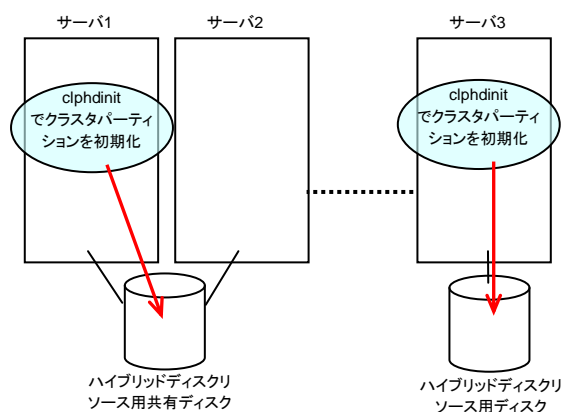 サーバ1
サーバ2
サーバ3
clphdinit
でクラスタパーティ
ションを初期化
clphdinit
でクラスタパーティ
ションを初期化
ハイブリッドディスクリ
ソース用共有ディスク
ハイブリッドディスクリ
ソース用ディスク